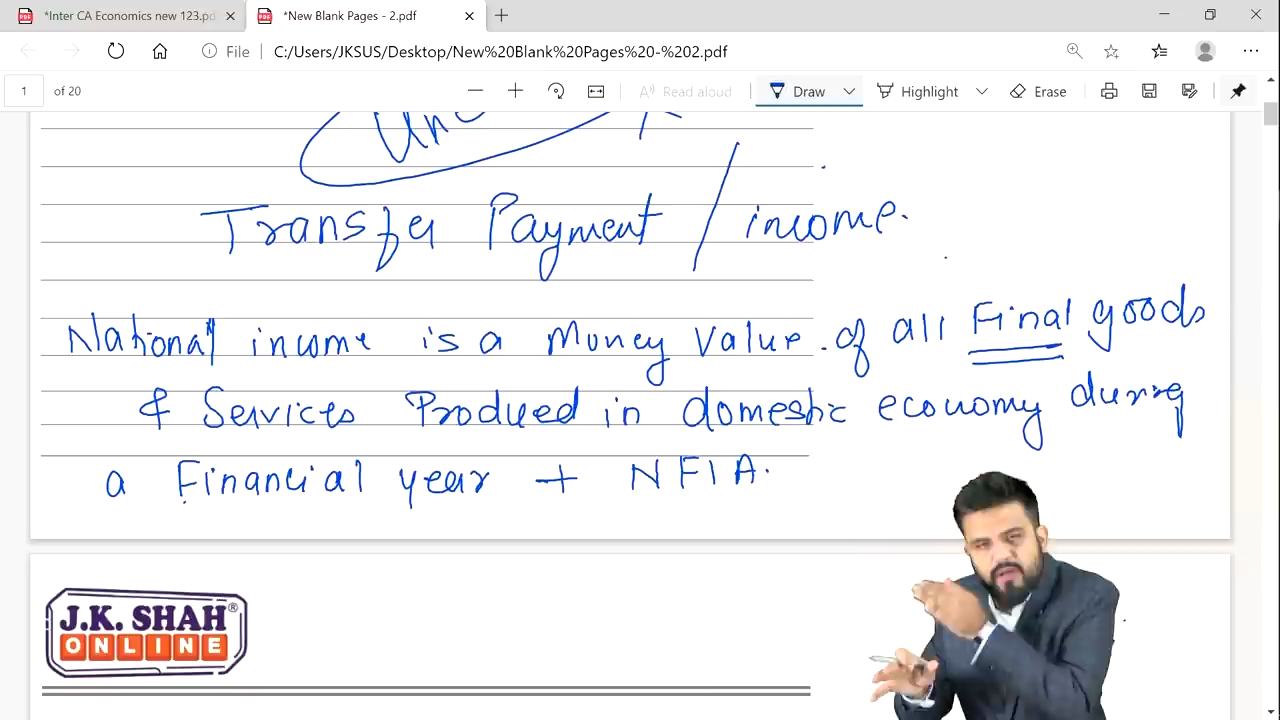 *Inter CA Economics new 123.pd
*New Blank Pages - 2.pdf
File C:/Users/JKSUS/Desktop/New%20Blank%20Pages%20-%202.pdf
1 of 20 Read aloud Draw Highlight Erase
Transfer Payment / income.
National income is a Money Value of all Final goods
& Services Produed in domestic economy during
a Financial year + NFIA.
J.K. SHAH®
ONLINE